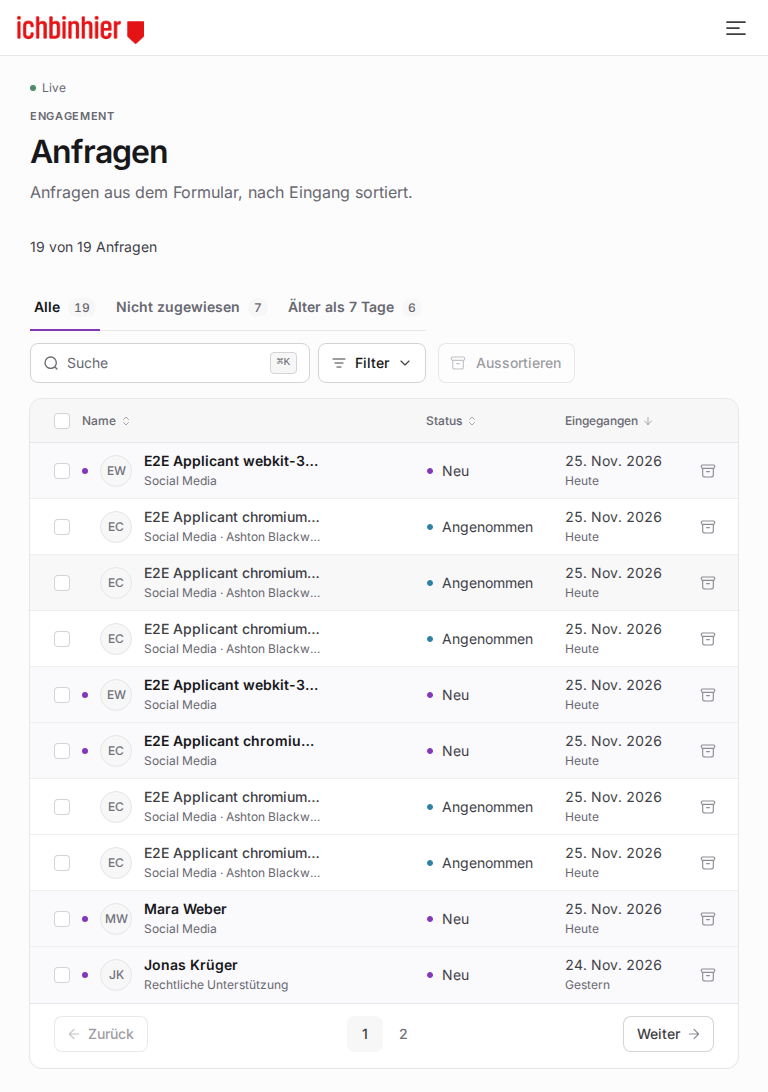 ichbinhier
Live
ENGAGEMENT
Anfragen
Anfragen aus dem Formular, nach Eingang sortiert.
19 von 19 Anfragen
Alle 19 Nicht zugewiesen 7 Älter als 7 Tage 6
Suche ⌘K Filter Aussortieren
Name Status Eingegangen
EW E2E Applicant webkit-3… Neu 25. Nov. 2026
Social Media Heute
EC E2E Applicant chromium… Angenommen 25. Nov. 2026
Social Media · Ashton Blackw… Heute
EC E2E Applicant chromium… Angenommen 25. Nov. 2026
Social Media · Ashton Blackw… Heute
EC E2E Applicant chromium… Angenommen 25. Nov. 2026
Social Media · Ashton Blackw… Heute
EW E2E Applicant webkit-3… Neu 25. Nov. 2026
Social Media Heute
EC E2E Applicant chromiu… Neu 25. Nov. 2026
Social Media Heute
EC E2E Applicant chromium… Angenommen 25. Nov. 2026
Social Media · Ashton Blackw… Heute
EC E2E Applicant chromium… Angenommen 25. Nov. 2026
Social Media · Ashton Blackw… Heute
MW Mara Weber Neu 25. Nov. 2026
Social Media Heute
JK Jonas Krüger Neu 24. Nov. 2026
Rechtliche Unterstützung Gestern
Zurück 1 2 Weiter